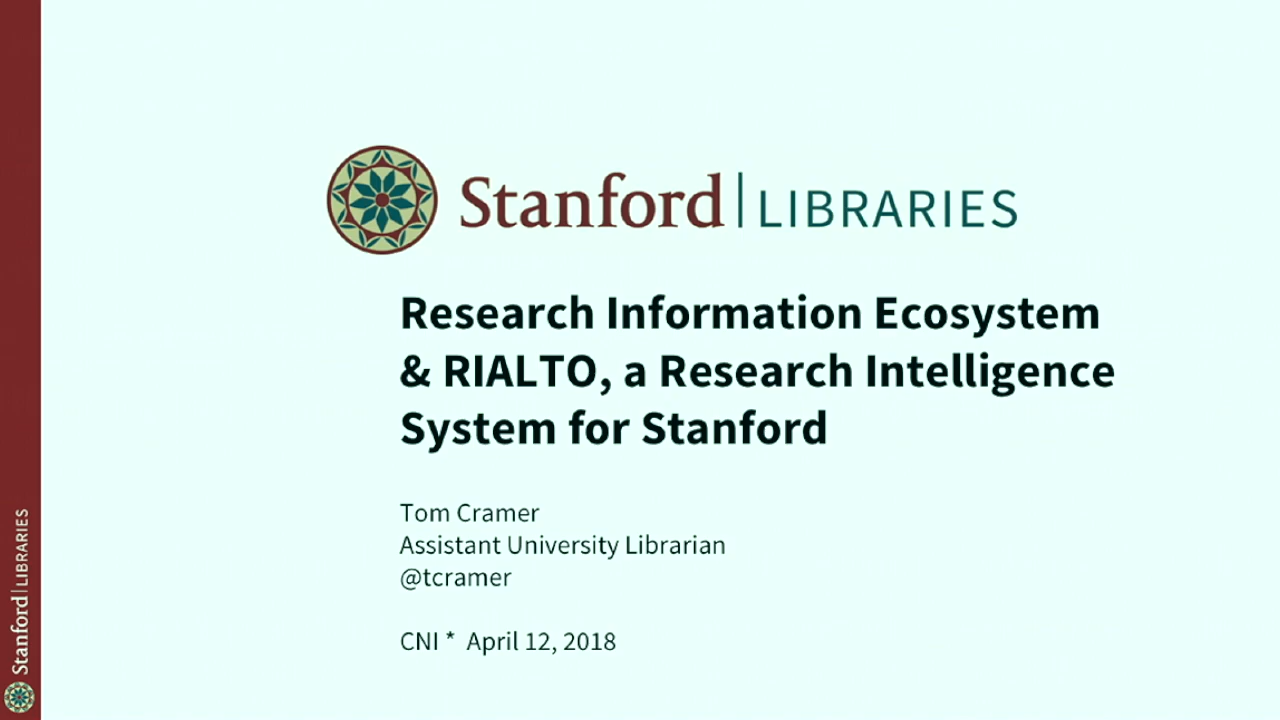 Stanford | LIBRARIES
Research Information Ecosystem
& RIALTO, a Research Intelligence
System for Stanford
Tom Cramer
Assistant University Librarian
@tcramer
CNI * April 12, 2018
Stanford | LIBRARIES